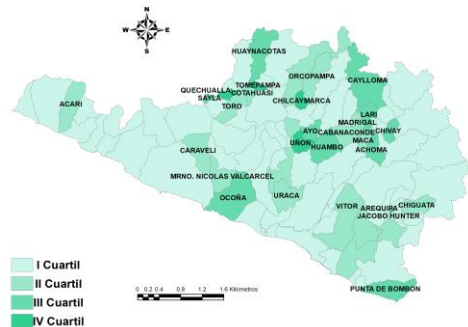 N
W E
S
HUAYNACOTAS
TOMEPAMPA
QUECHUALLA COTAHUASI
SAYLA
TORO
ORCOPAMPA
CHILCAYMARCA
CAYLLOMA
ACARI
LARI
MADRIGAL
AYO CABANACONDE CHIVAY
MACA
UÑON HUAMBO ACHOMA
CARAVELI
MRNO. NICOLAS VALCARCEL
OCOÑA
URACA
VITOR AREQUIPA CHIGUATA
JACOBO HUNTER
PUNTA DE BOMBON
I Cuartil
II Cuartil
III Cuartil
IV Cuartil
0 0.2 0.4 0.8 1.2 1.6 Kilómetros